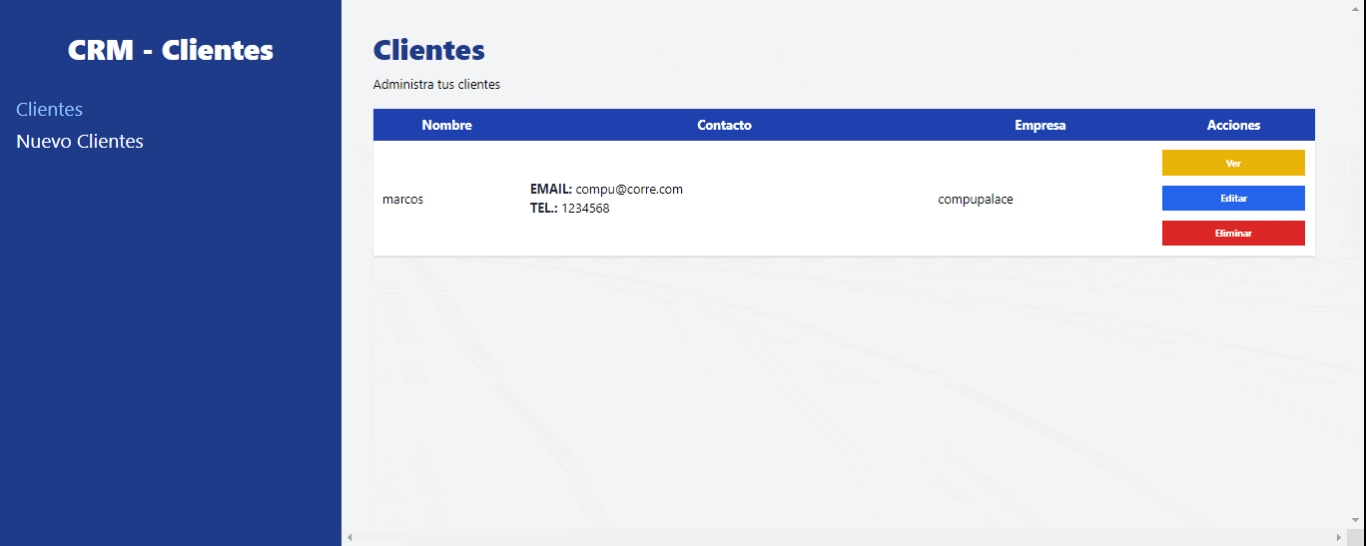 CRM - Clientes
Clientes
Nuevo Clientes
Clientes
Administra tus clientes
Nombre Contacto Empresa Acciones
marcos
EMAIL: compu@corre.com
TEL.: 1234568
compupalace
Ver
Editar
Eliminar